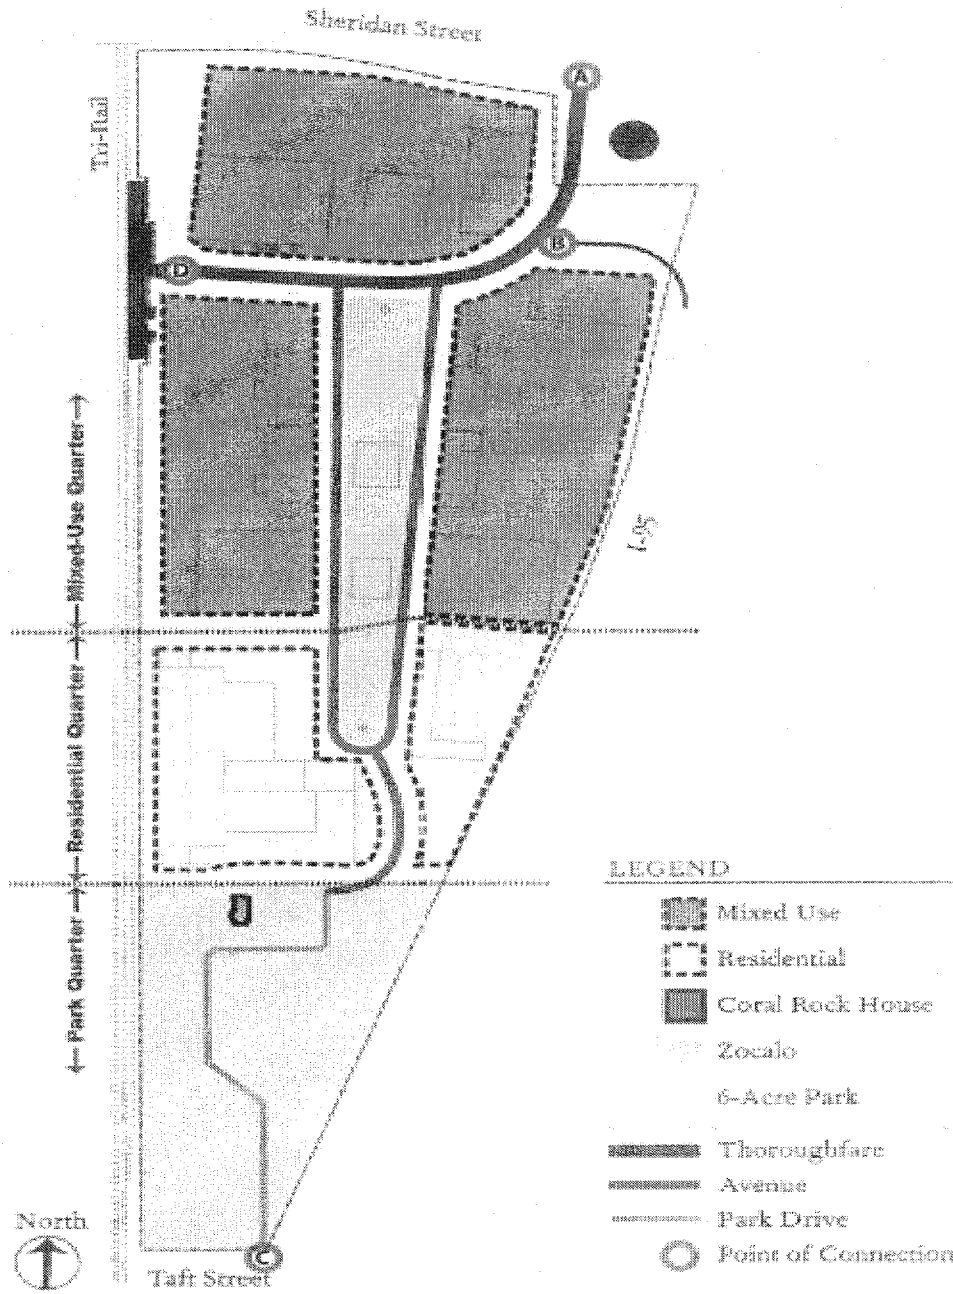 Sheridan Street
A
Tri-Rail
B
D
Mixed-Use Quarter
I-95
Residential Quarter
LEGEND
Mixed Use
Residential
Coral Rock House
Park Quarter
Zocalo
6-Acre Park
Thoroughfare
Avenue
North
Park Drive
C
Point of Connection
Taft Street